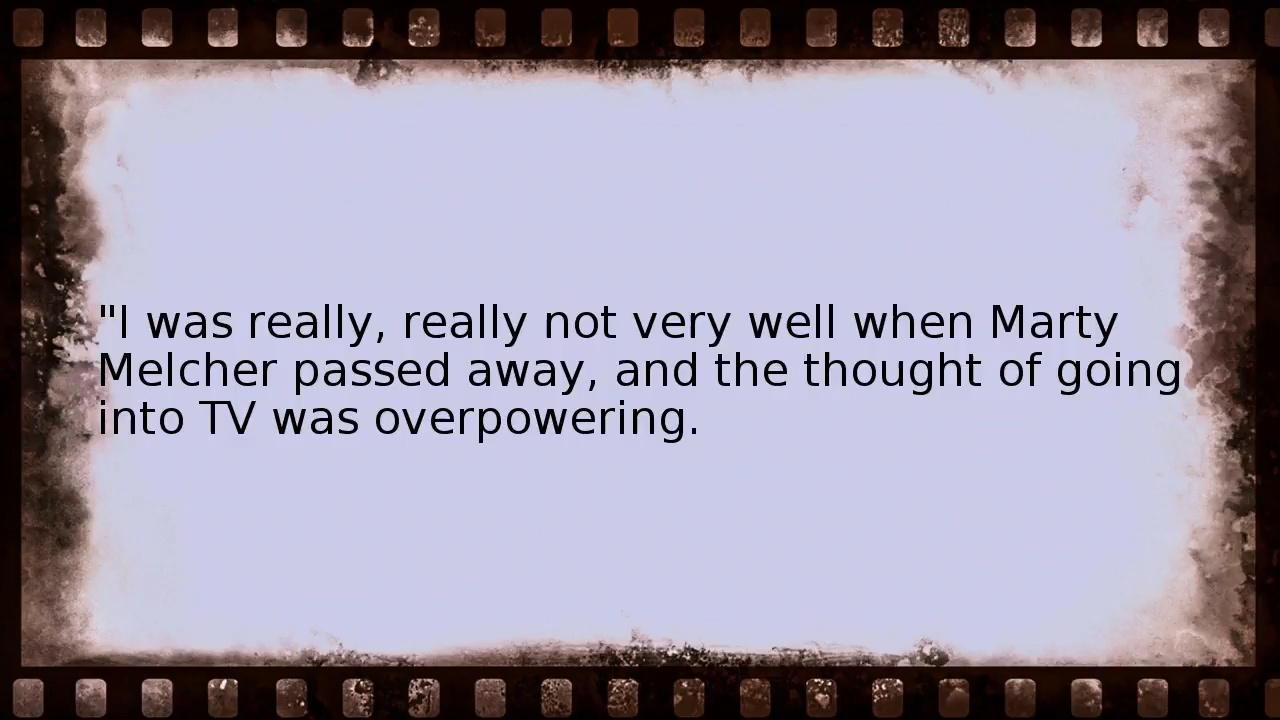 "I was really, really not very well when Marty
Melcher passed away, and the thought of going
into TV was overpowering.